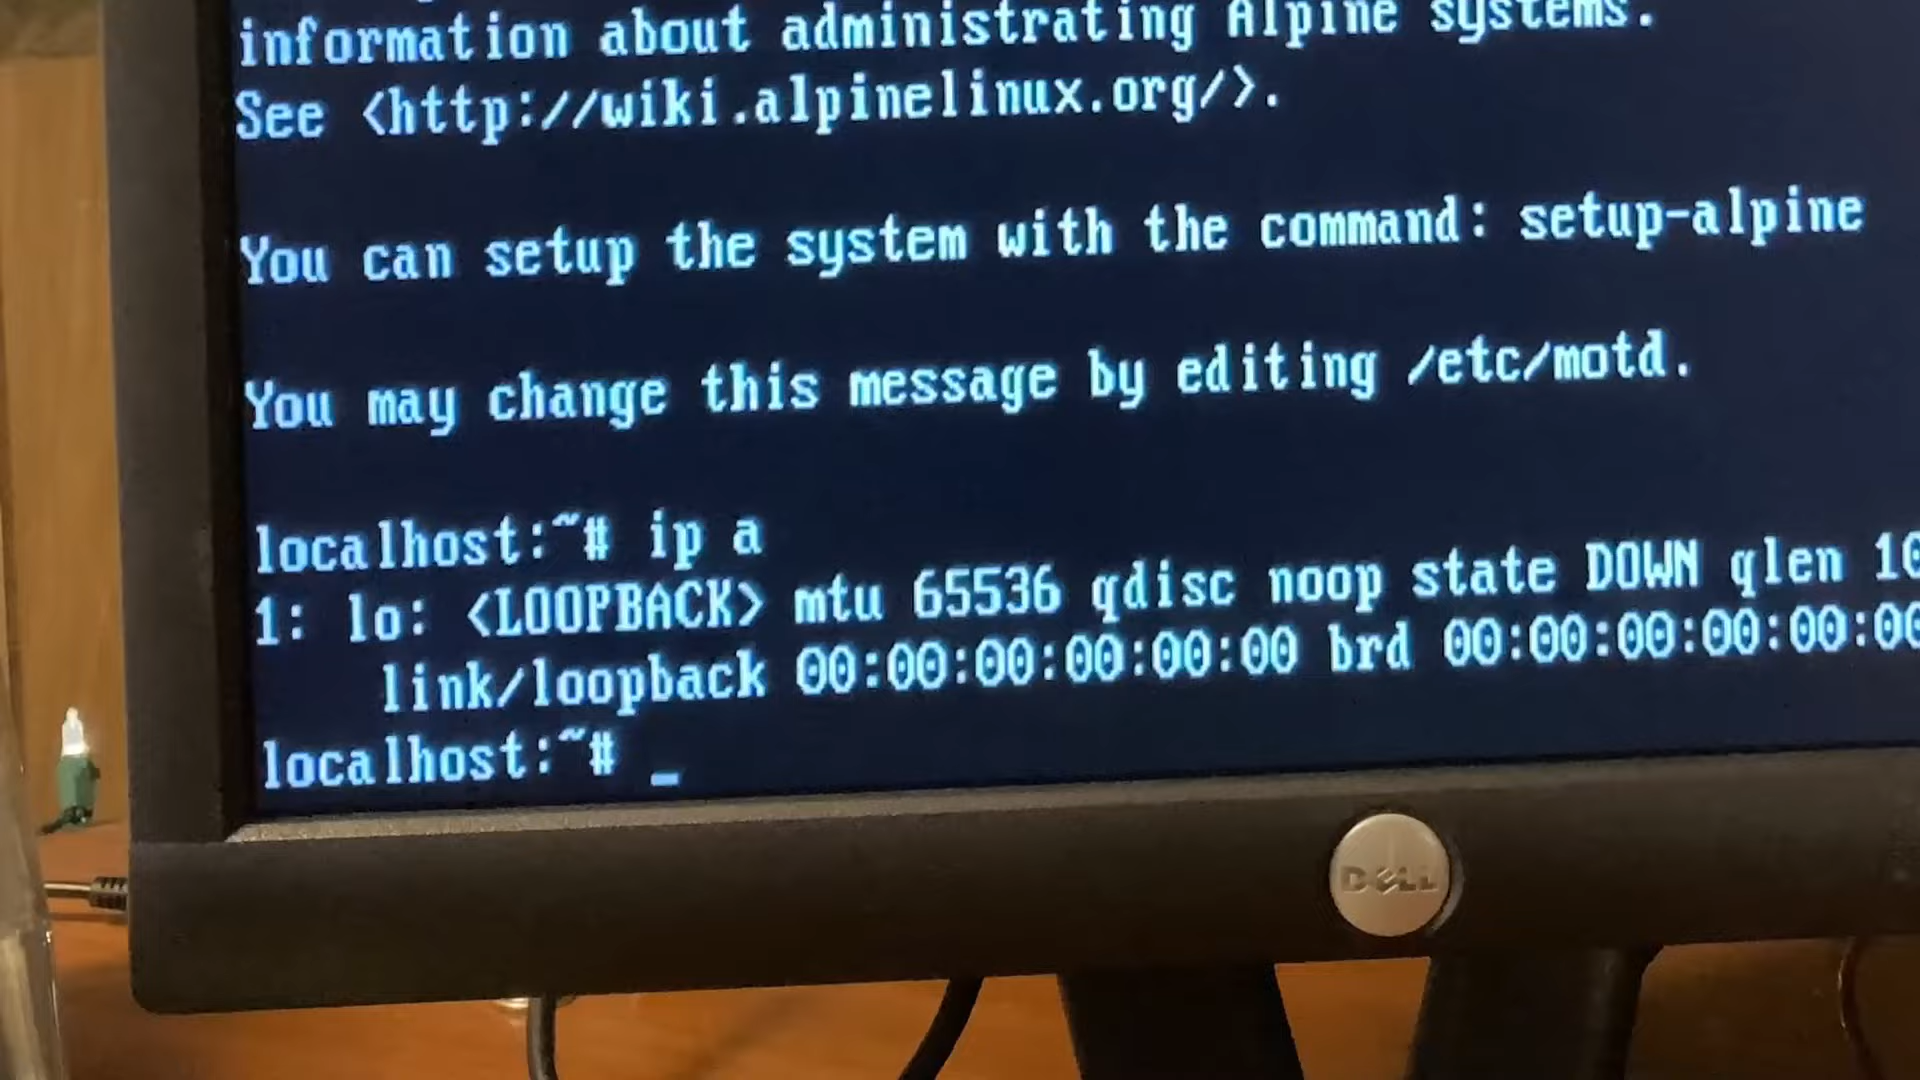 information about administrating Alpine systems.
See <http://wiki.alpinelinux.org/>.
You can setup the system with the command: setup-alpine
You may change this message by editing /etc/motd.
localhost:~# ip a
1: lo: <LOOPBACK> mtu 65536 qdisc noop state DOWN qlen 10
link/loopback 00:00:00:00:00:00 brd 00:00:00:00:00:00
localhost:~# _
DELL